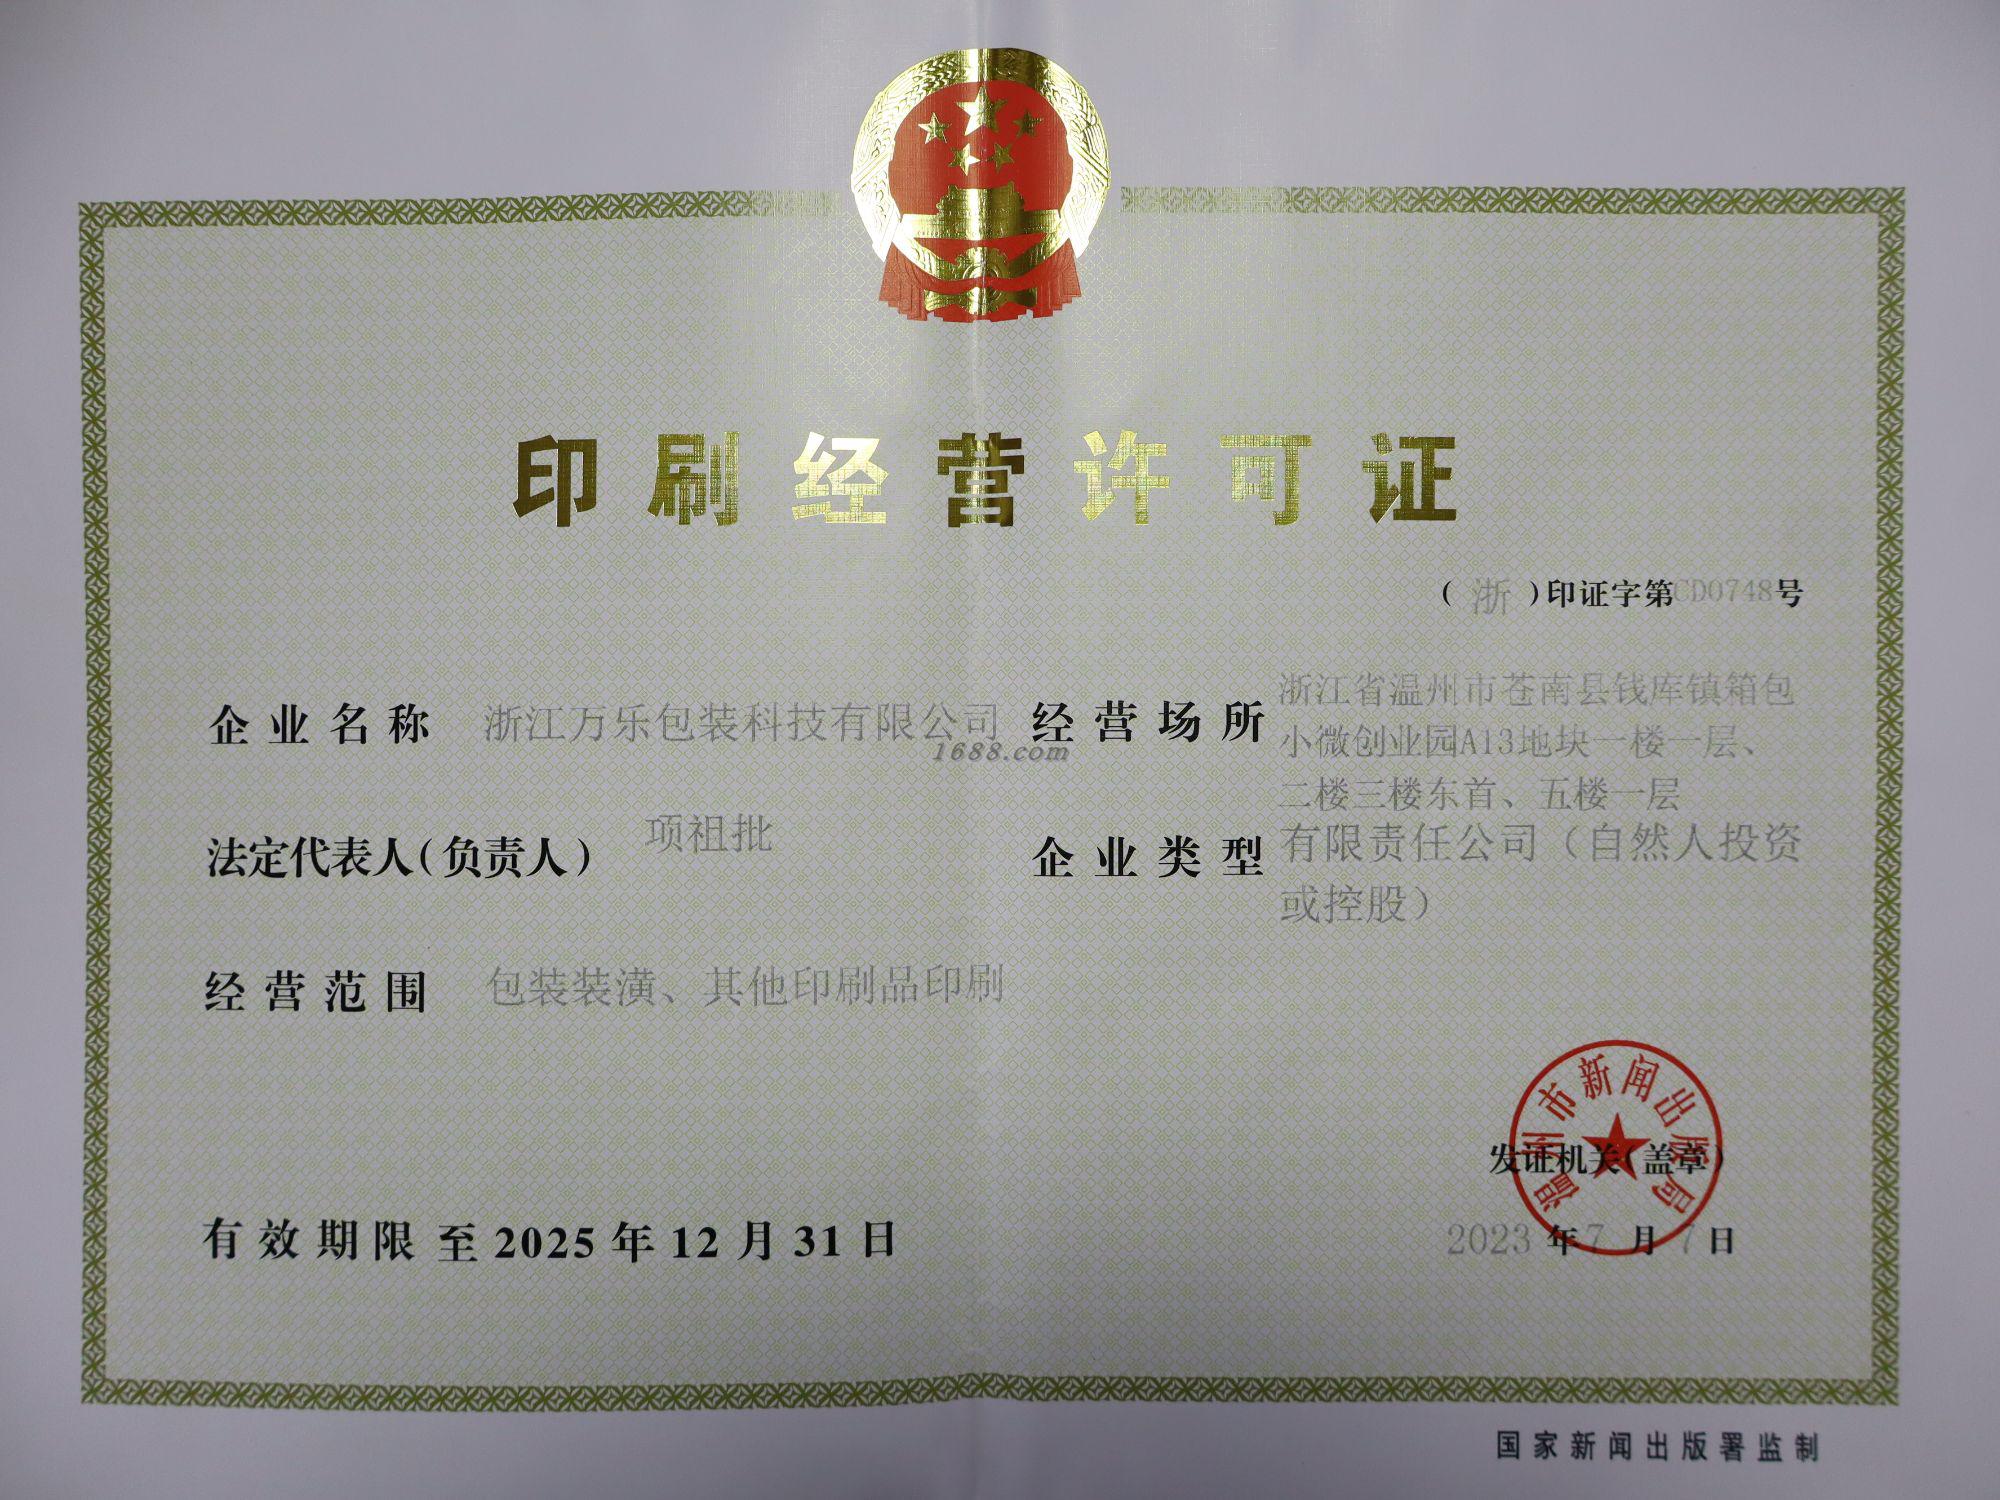 印刷经营许可证
(浙)印证字第CD0748号
企业名称 浙江万乐包装科技有限公司
1688.com
经营场所 浙江省温州市苍南县钱库镇箱包
小微创业园A13地块一楼一层、
二楼三楼东首、五楼一层
法定代表人(负责人) 项祖批
企业类型 有限责任公司（自然人投资
或控股）
经营范围 包装装潢、其他印刷品印刷
温州市新闻出版局
发证机关(盖章)
有效期限至2025年12月31日
2023年7月7日
国家新闻出版署监制